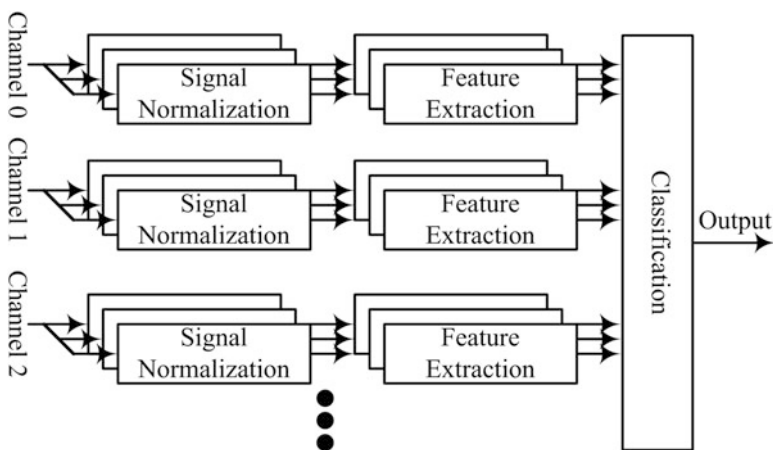 Channel 0
Signal
Normalization
Feature
Extraction
Channel 1
Signal
Normalization
Feature
Extraction
Channel 2
Signal
Normalization
Feature
Extraction
Classification
Output